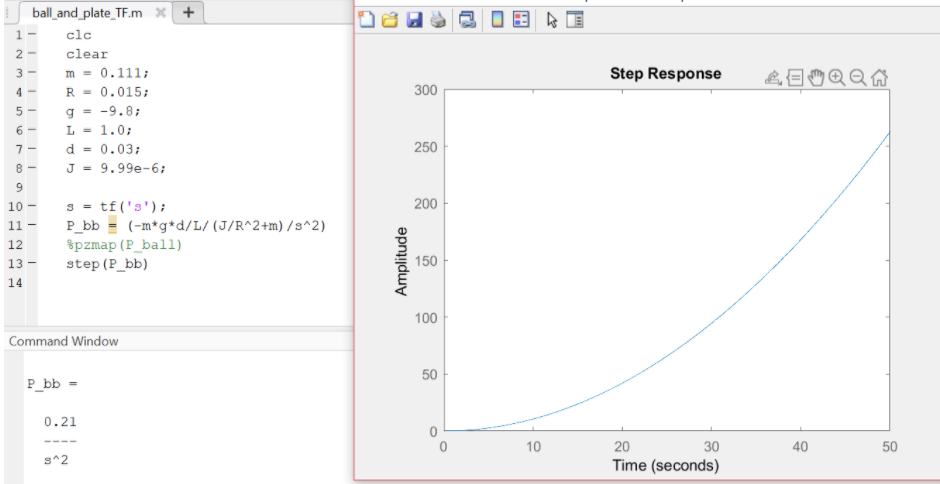 ball_and_plate_TF.m
1 clc
2 clear
3 m = 0.111;
4 R = 0.015;
5 g = -9.8;
6 L = 1.0;
7 d = 0.03;
8 J = 9.99e-6;
9
10 s = tf('s');
11 P_bb = (-m*g*d/L/(J/R^2+m)/s^2)
12 %pzmap(P_ball)
13 step(P_bb)
14
Command Window
P_bb =
0.21
----
s^2
Step Response
300
250
200
150
100
50
0
Amplitude
0 10 20 30 40 50
Time (seconds)